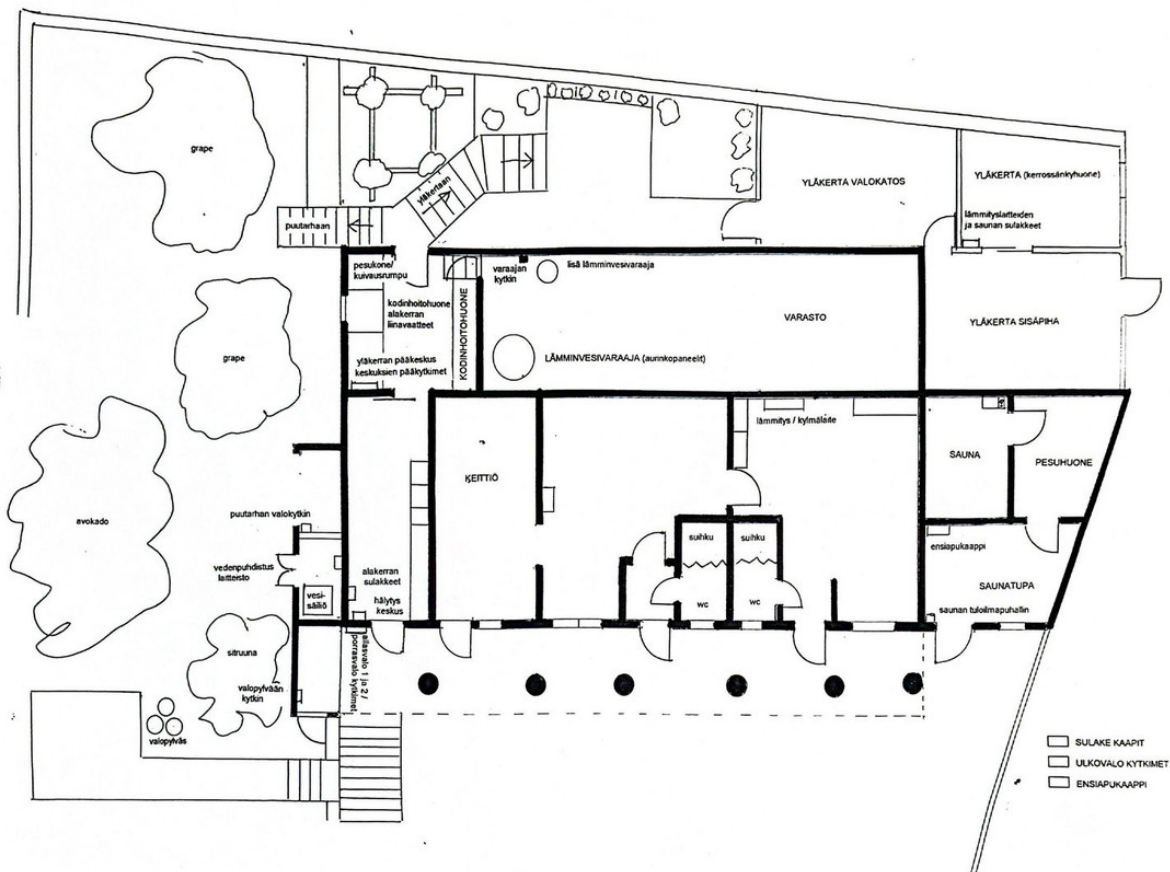 grape
YLÄKERTA VALOKATOS
YLÄKERTA (kerrossänkyhuone)
lämmityslaitteiden
ja saunan sulakkeet
yläkertaan
puutarhaan
pesukone/
kuivausrumpu
varaajan
kytkin
lisä lämminvesivaraaja
kodinhoitohuone
alakerran
liinavaatteet
KODINHOITOHUONE
VARASTO
YLÄKERTA SISÄPIHA
grape
yläkerran pääkeskus
keskuksien pääkytkimet
LÄMMINVESIVARAAJA (aurinkopaneelit)
lämmitys / kylmälaite
KEITTIÖ
SAUNA
PESUHUONE
avokado
puutarhan valokytkin
suihku
suihku
ensiapukaappi
vedenpuhdistus
laitteisto
alakerran
sulakkeet
SAUNATUPA
vesi-
säiliö
hälytys
keskus
wc
wc
saunan tuloilmapuhallin
allasvalo 1 ja 2 /
porrasvalo kytkimet
sitruuna
valopylvään
kytkin
valopylväs
SULAKE KAAPIT
ULKOVALO KYTKIMET
ENSIAPUKAAPPI